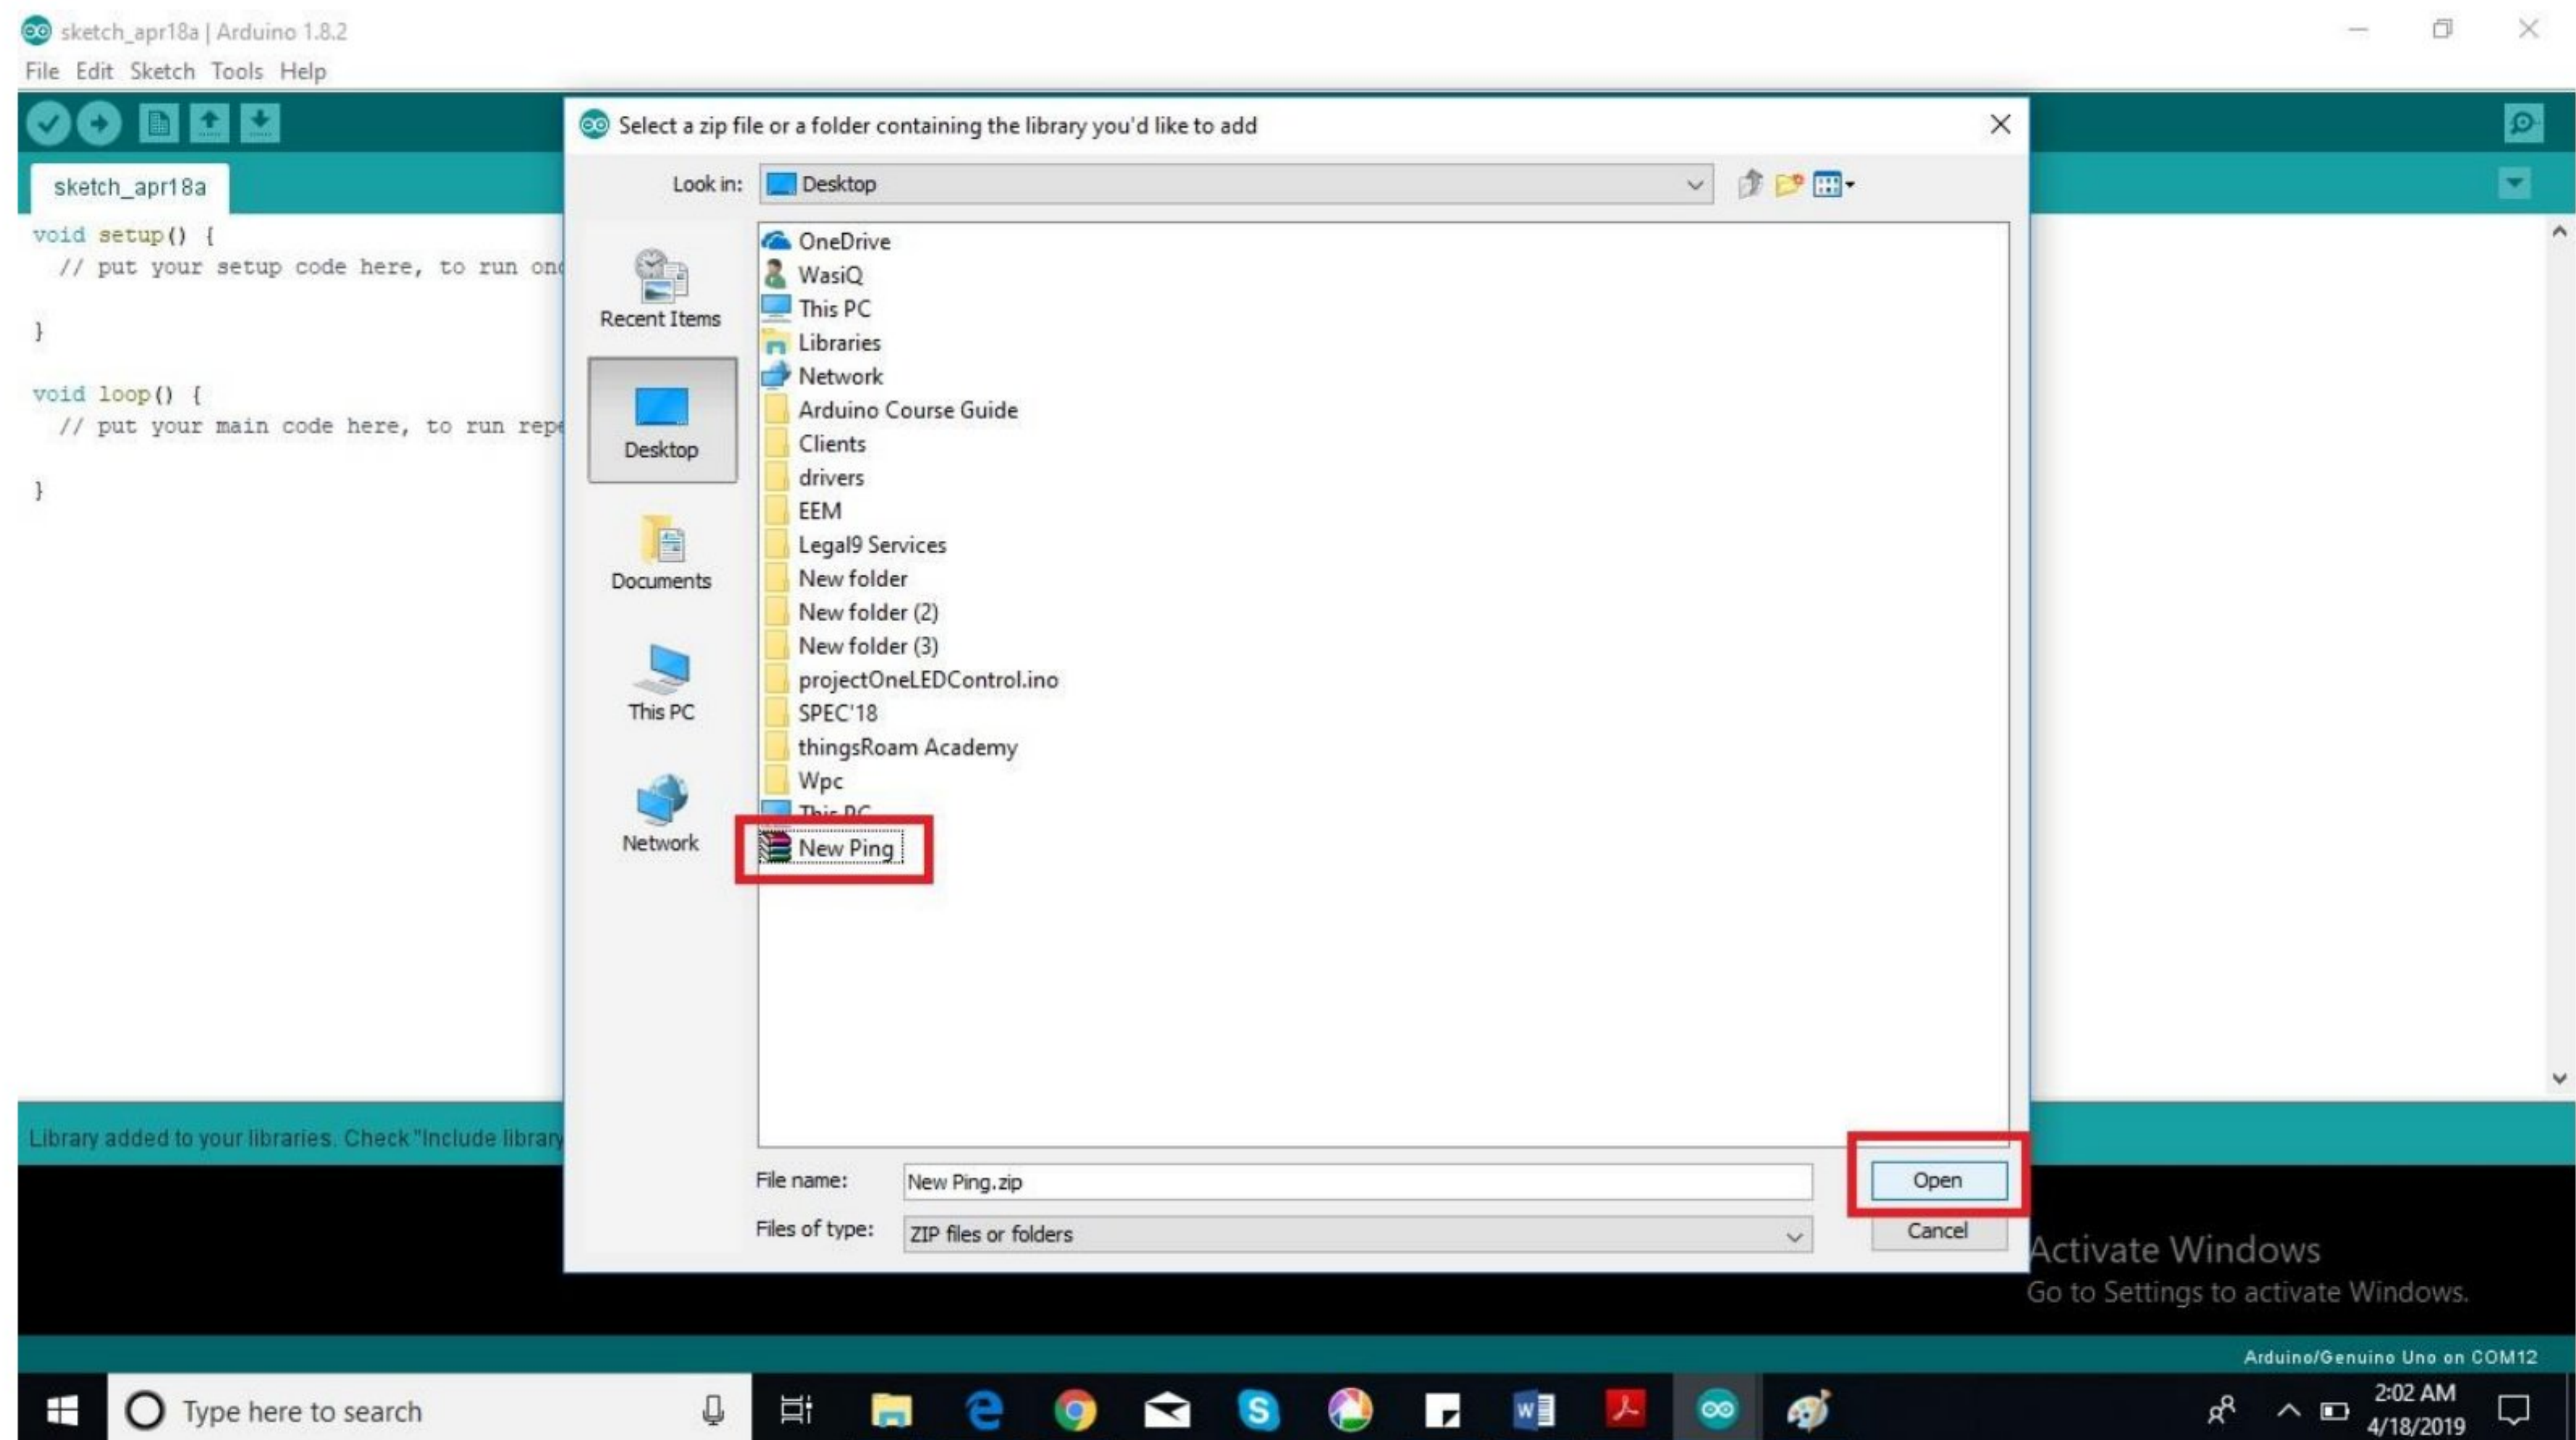 sketch_apr18a | Arduino 1.8.2
File Edit Sketch Tools Help
sketch_apr18a
void setup() {
// put your setup code here, to run onc
}
void loop() {
// put your main code here, to run repe
}
Select a zip file or a folder containing the library you'd like to add
Look in: Desktop
Recent Items
Desktop
Documents
This PC
Network
OneDrive
WasiQ
This PC
Libraries
Network
Arduino Course Guide
Clients
drivers
EEM
Legal9 Services
New folder
New folder (2)
New folder (3)
projectOneLEDControl.ino
SPEC'18
thingsRoam Academy
Wpc
This PC
New Ping
File name: New Ping.zip
Open
Files of type: ZIP files or folders
Cancel
Library added to your libraries. Check "Include library
Activate Windows
Go to Settings to activate Windows.
Arduino/Genuino Uno on COM12
Type here to search
2:02 AM
4/18/2019